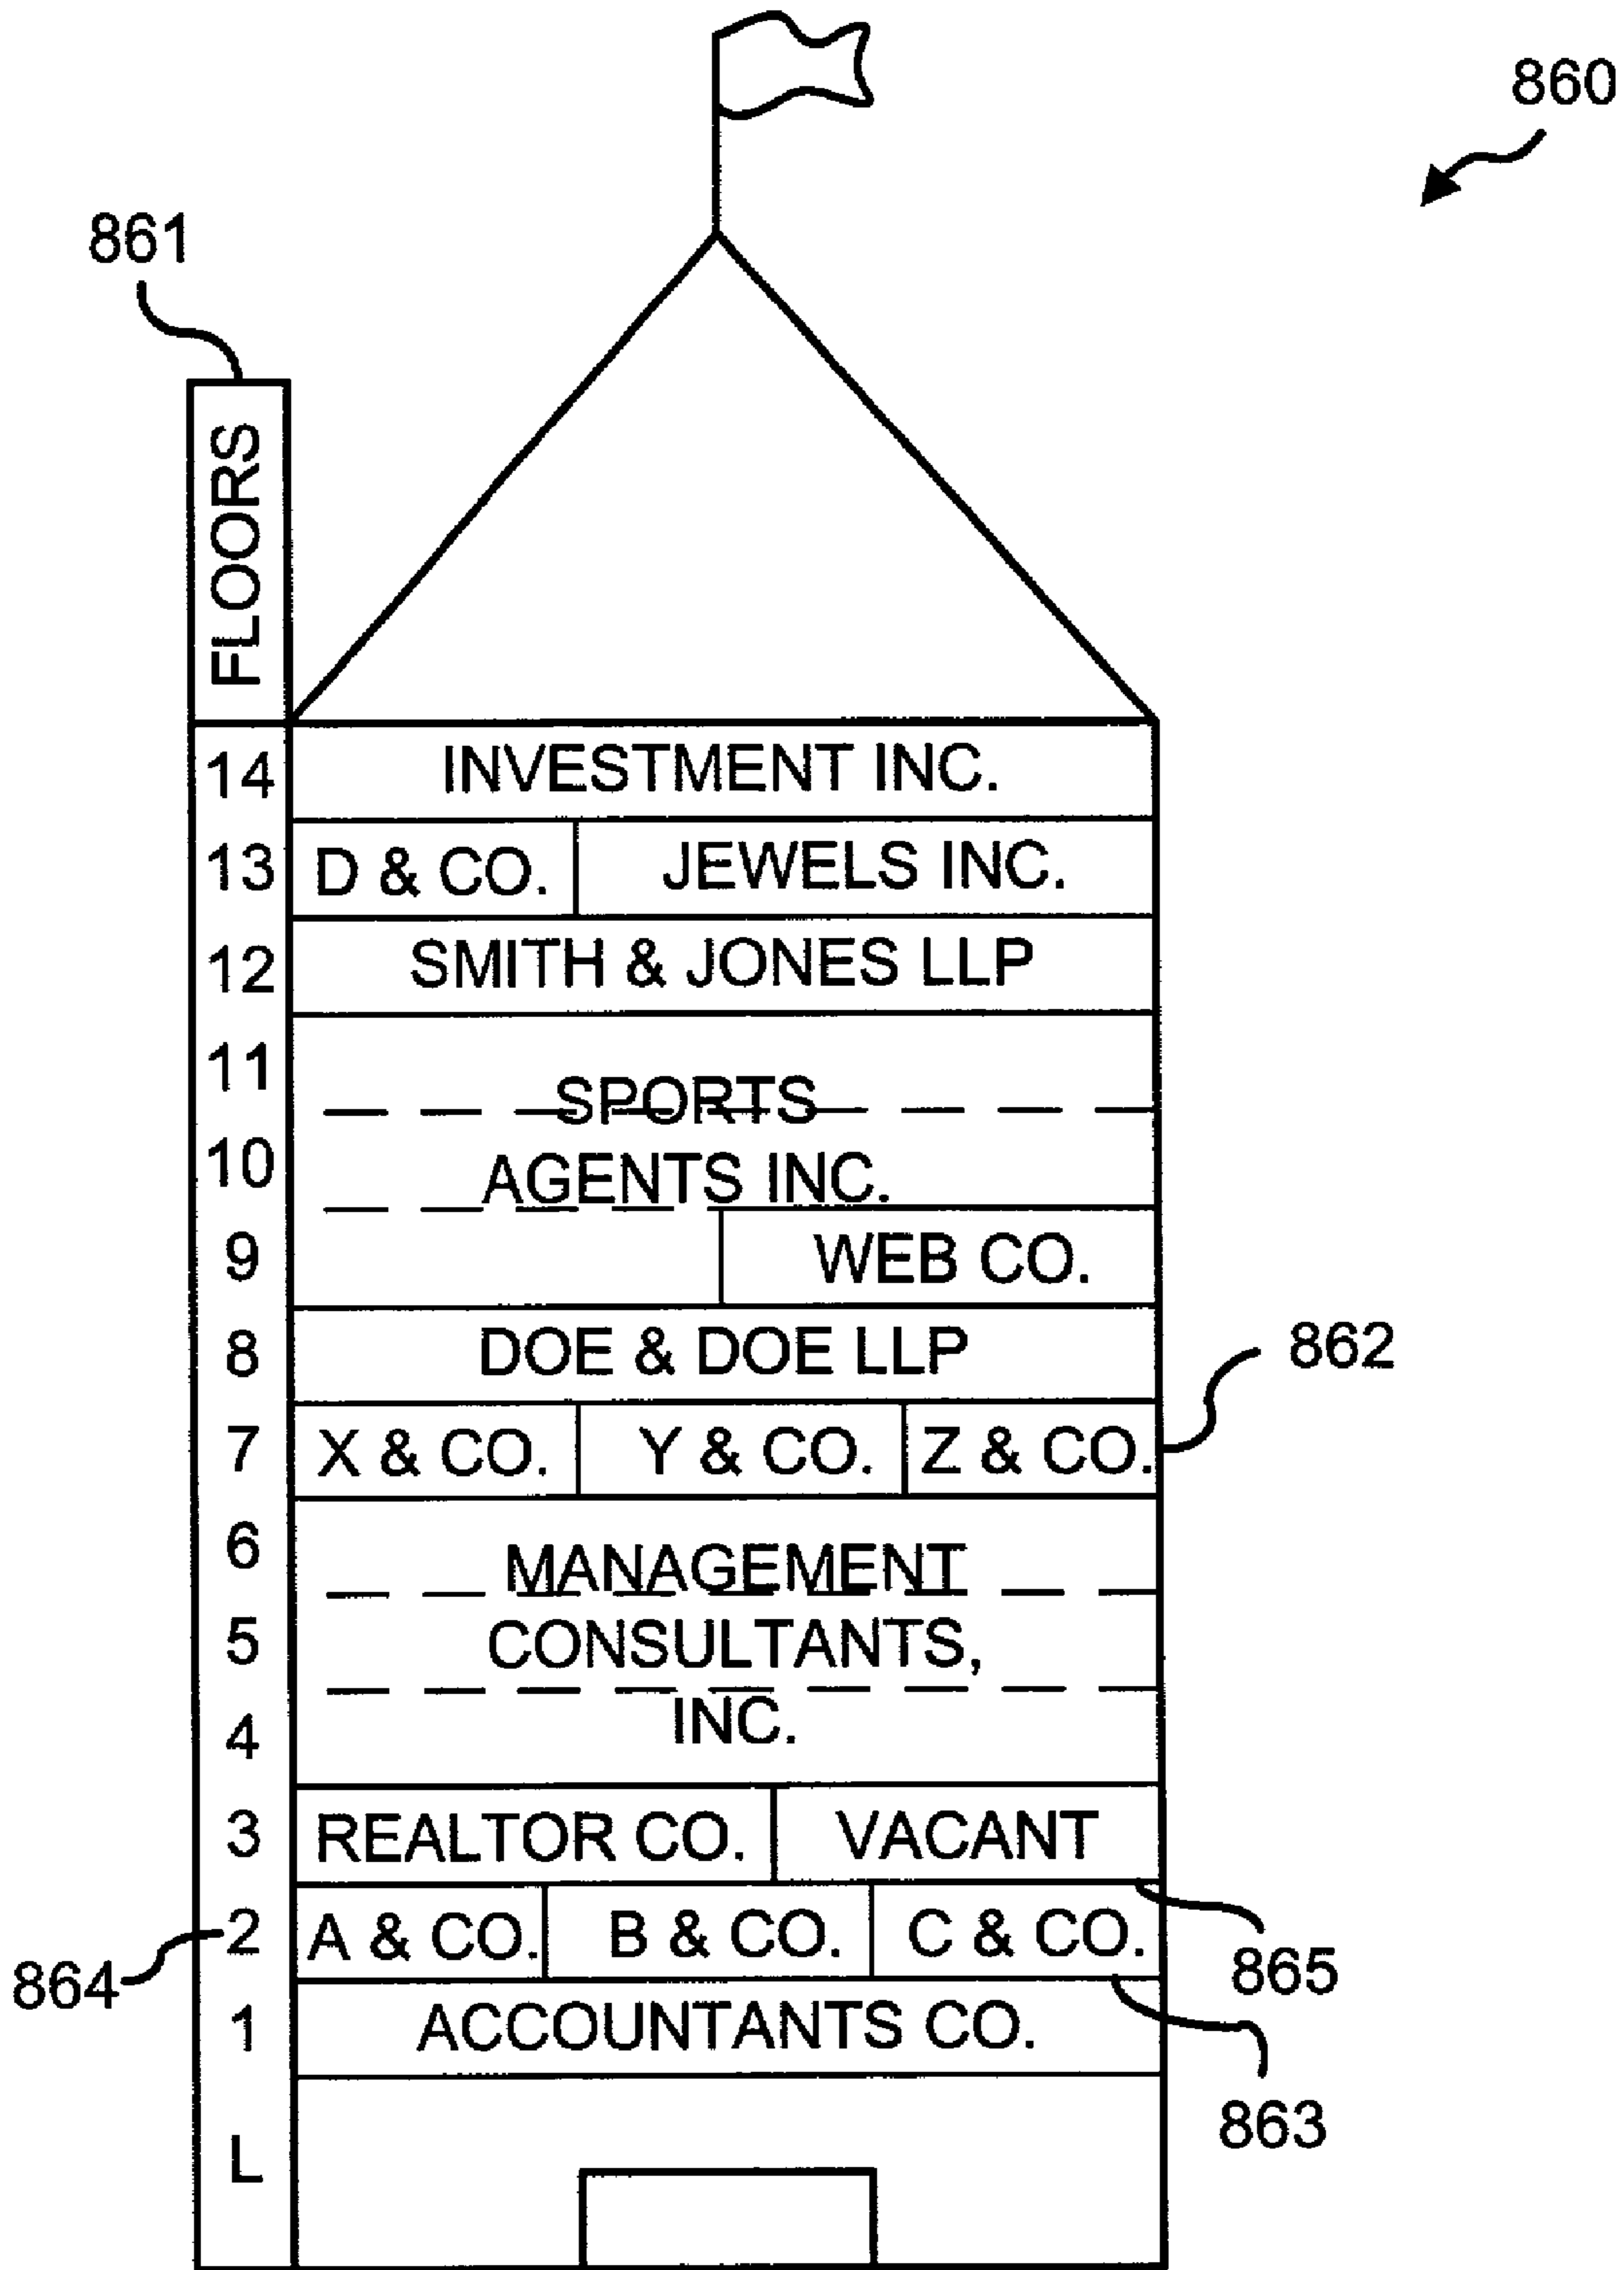 860
861
FLOORS
14 INVESTMENT INC.
13 D & CO. JEWELS INC.
12 SMITH & JONES LLP
11
SPORTS
10 AGENTS INC.
9 WEB CO.
8 DOE & DOE LLP
862
7 X & CO. Y & CO. Z & CO.
6 MANAGEMENT
5 CONSULTANTS,
4 INC.
3 REALTOR CO. VACANT
2 A & CO. B & CO. C & CO.
864 865
1 ACCOUNTANTS CO.
863
L